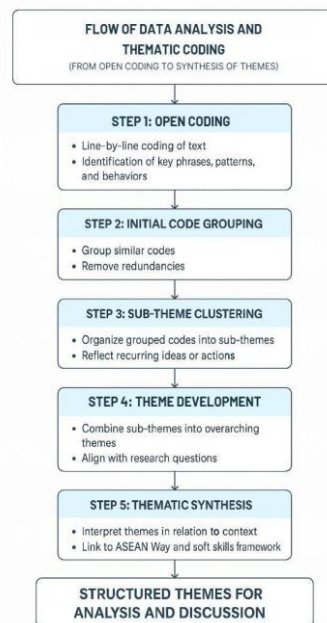 FLOW OF DATA ANALYSIS AND
THEMATIC CODING
(FROM OPEN CODING TO SYNTHESIS OF THEMES)
STEP 1: OPEN CODING
• Line-by-line coding of text
• Identification of key phrases, patterns,
and behaviors
STEP 2: INITIAL CODE GROUPING
• Group similar codes
• Remove redundancies
STEP 3: SUB-THEME CLUSTERING
• Organize grouped codes into sub-themes
• Reflect recurring ideas or actions
STEP 4: THEME DEVELOPMENT
• Combine sub-themes into overarching
themes
• Align with research questions
STEP 5: THEMATIC SYNTHESIS
• Interpret themes in relation to context
• Link to ASEAN Way and soft skills framework
STRUCTURED THEMES FOR
ANALYSIS AND DISCUSSION